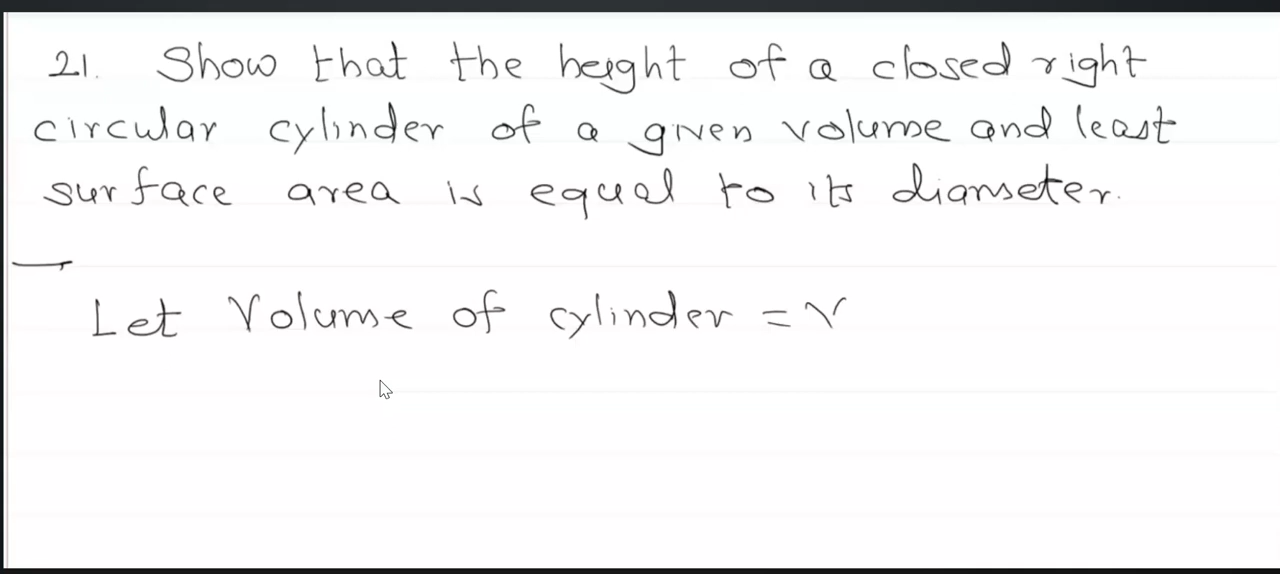 21. Show that the height of a closed right
circular cylinder of a given volume and least
surface area is equal to its diameter.
Let Volume of cylinder = V